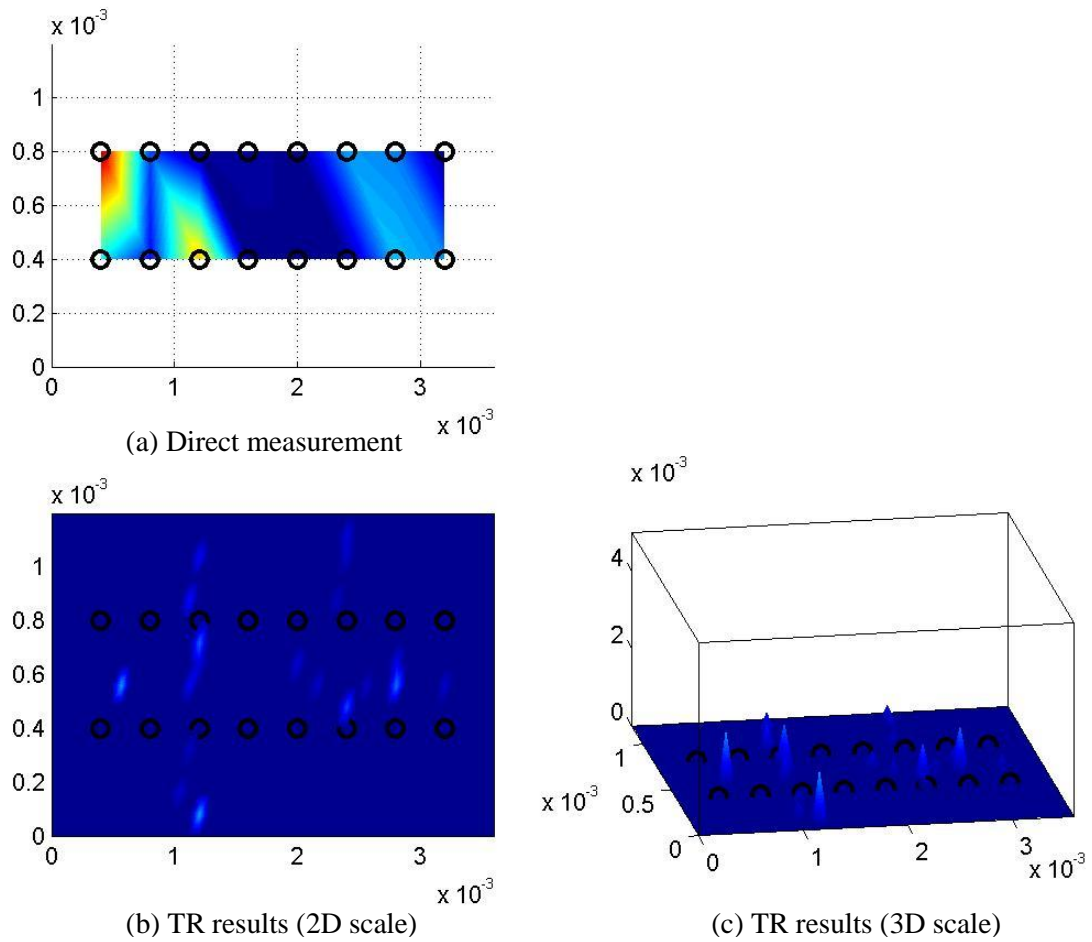 x 10-3
1
0.8
0.6
0.4
0.2
0
0 1 2 3
x 10-3
(a) Direct measurement
x 10-3
1
0.8
0.6
0.4
0.2
0
0 1 2 3
x 10-3
(b) TR results (2D scale)
x 10-3
4
2
0
1
0.5
0
x 10-3
0 1 2 3
x 10-3
(c) TR results (3D scale)